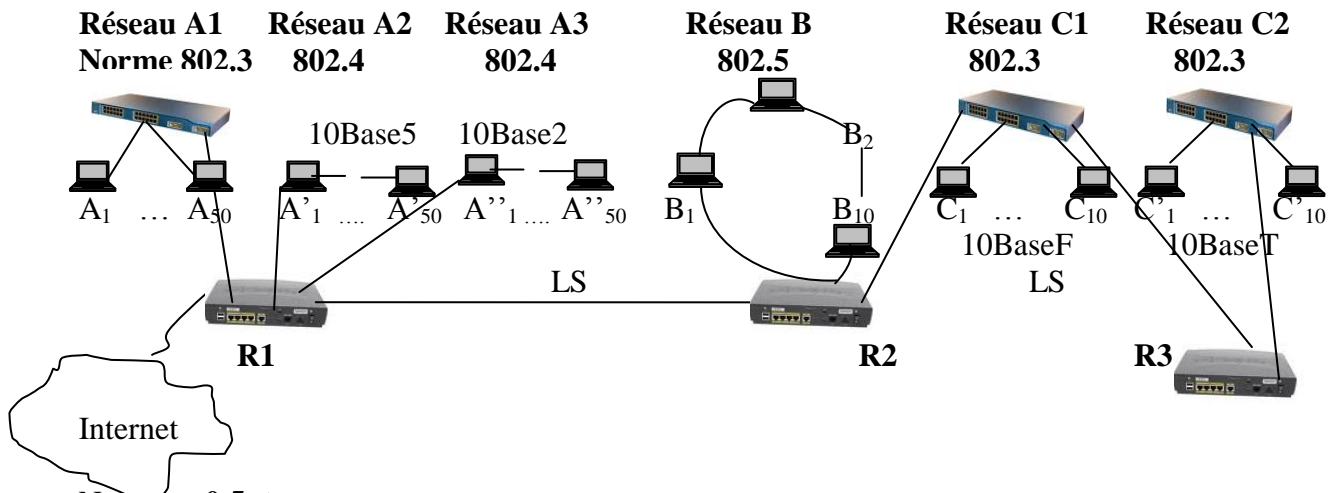 Réseau A1 Réseau A2 Réseau A3 Réseau B Réseau C1 Réseau C2
Norme 802.3 802.4 802.4 802.5 802.3 802.3
10Base5 10Base2
B2
A1 … A50 A’1 …. A’50 A’’1 …. A’’50 B1 B10 C1 … C10 C’1 … C’10
10BaseF 10BaseT
LS LS
R1 R2 R3
Internet